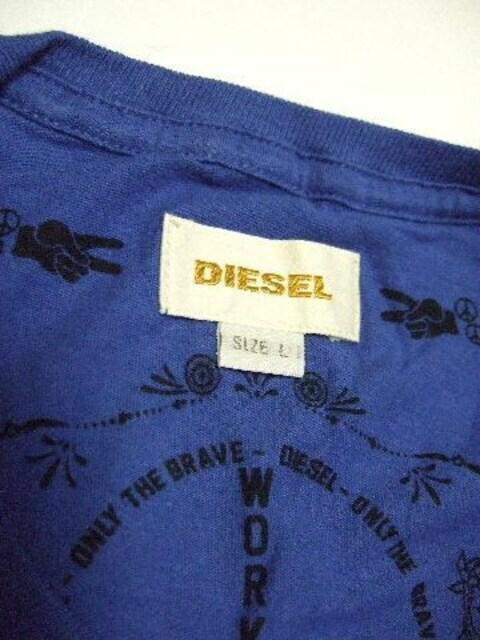 DIESEL
SIZE L
- ONLY THE BRAVE - DIESEL - ONLY THE BRAVE
WORK